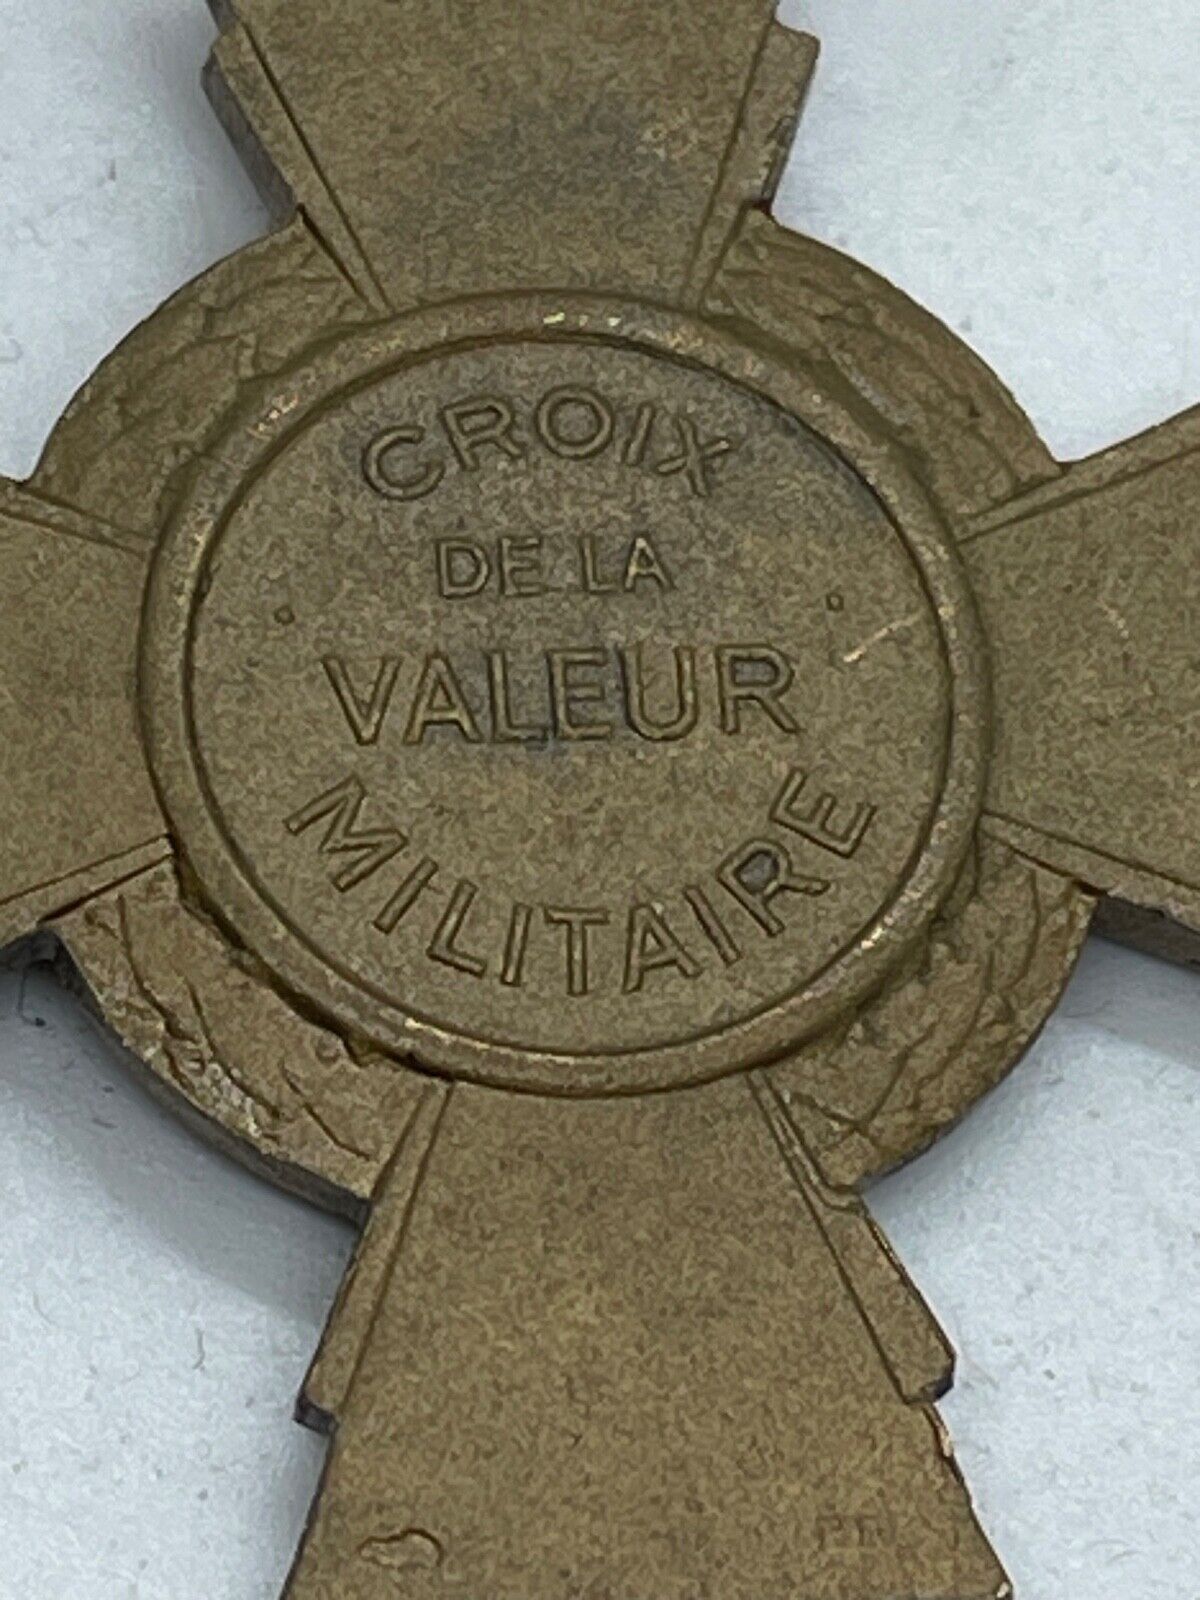 CROIX
DE LA
VALEUR
MILITAIRE